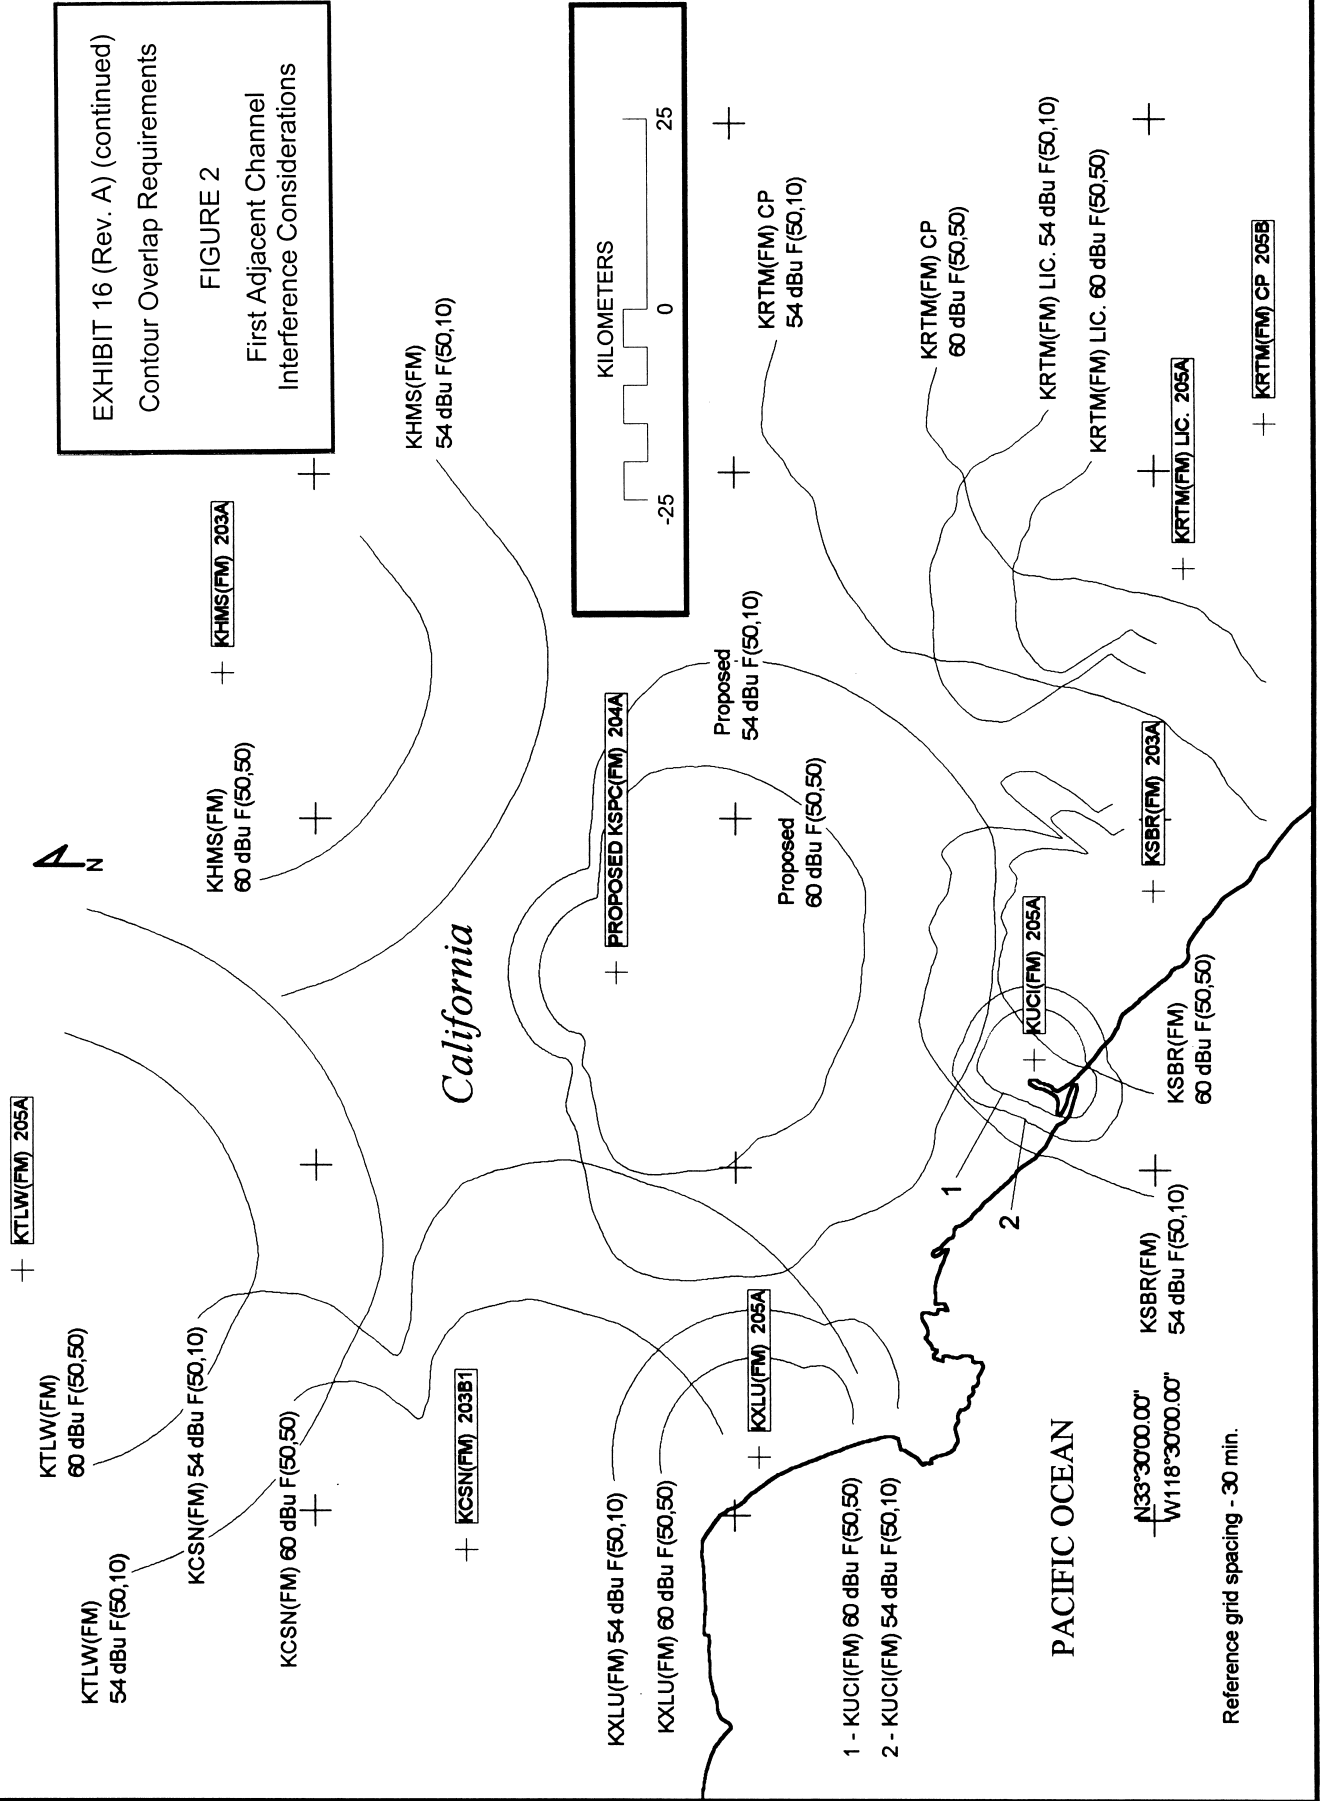 EXHIBIT 16 (Rev. A) (continued)
Contour Overlap Requirements
FIGURE 2
First Adjacent Channel
Interference Considerations
KTLW(FM) 205A
KTLW(FM)
60 dBu F(50,50)
KTLW(FM)
54 dBu F(50,10)
KCSN(FM) 54 dBu F(50,10)
KCSN(FM) 60 dBu F(50,50)
KCSN(FM) 203B1
N
KHMS(FM)
60 dBu F(50,50)
KHMS(FM) 203A
KHMS(FM)
54 dBu F(50,10)
California
KILOMETERS
-25
0
25
PROPOSED KSPC(FM) 204A
Proposed
54 dBu F(50,10)
Proposed
60 dBu F(50,50)
KXLU(FM) 54 dBu F(50,10)
KXLU(FM) 60 dBu F(50,50)
KXLU(FM) 205A
KRTM(FM) CP
54 dBu F(50,10)
KRTM(FM) CP
60 dBu F(50,50)
KRTM(FM) LIC. 54 dBu F(50,10)
KRTM(FM) LIC. 60 dBu F(50,50)
KRTM(FM) LIC. 205A
KRTM(FM) CP 205B
1 - KUCI(FM) 60 dBu F(50,50)
2 - KUCI(FM) 54 dBu F(50,10)
1
2
KUCI(FM) 205A
KSBR(FM) 203A
KSBR(FM)
60 dBu F(50,50)
KSBR(FM)
54 dBu F(50,10)
PACIFIC OCEAN
N33°30'00.00"
W118°30'00.00"
Reference grid spacing - 30 min.